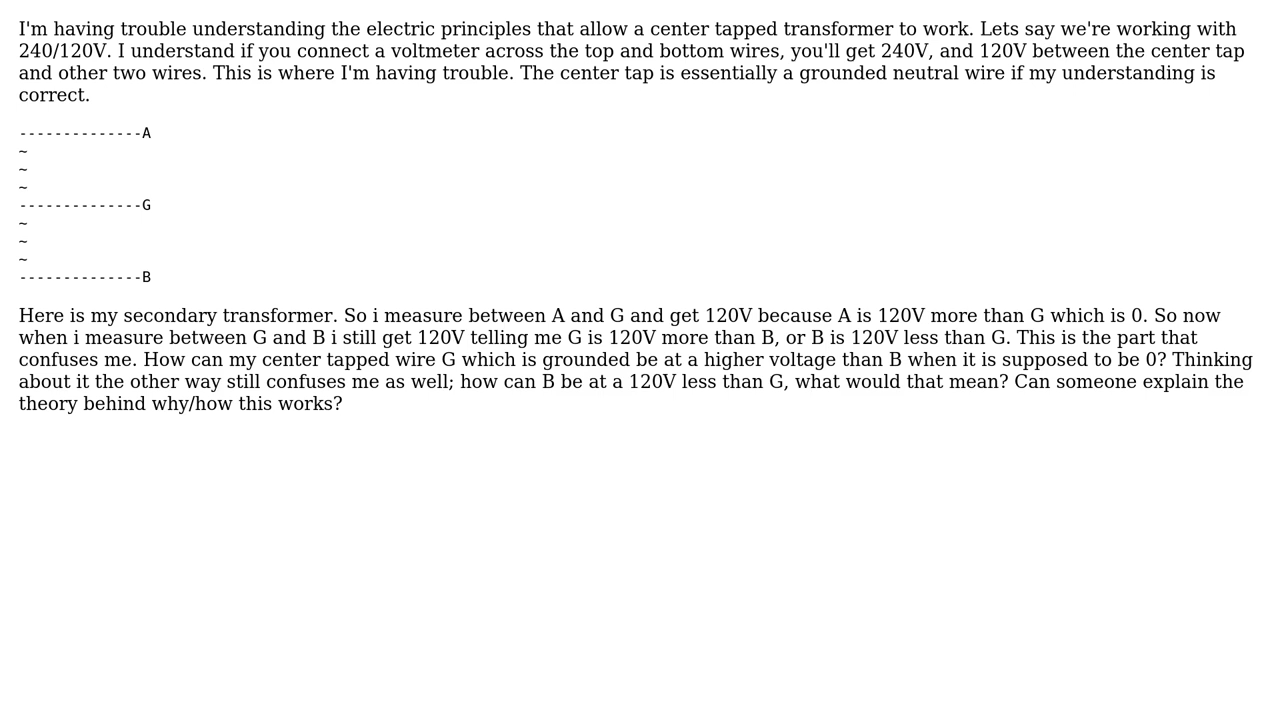 I'm having trouble understanding the electric principles that allow a center tapped transformer to work. Lets say we're working with
240/120V. I understand if you connect a voltmeter across the top and bottom wires, you'll get 240V, and 120V between the center tap
and other two wires. This is where I'm having trouble. The center tap is essentially a grounded neutral wire if my understanding is
correct.
--------------A
~
~
~
--------------G
~
~
~
--------------B
Here is my secondary transformer. So i measure between A and G and get 120V because A is 120V more than G which is 0. So now
when i measure between G and B i still get 120V telling me G is 120V more than B, or B is 120V less than G. This is the part that
confuses me. How can my center tapped wire G which is grounded be at a higher voltage than B when it is supposed to be 0? Thinking
about it the other way still confuses me as well; how can B be at a 120V less than G, what would that mean? Can someone explain the
theory behind why/how this works?